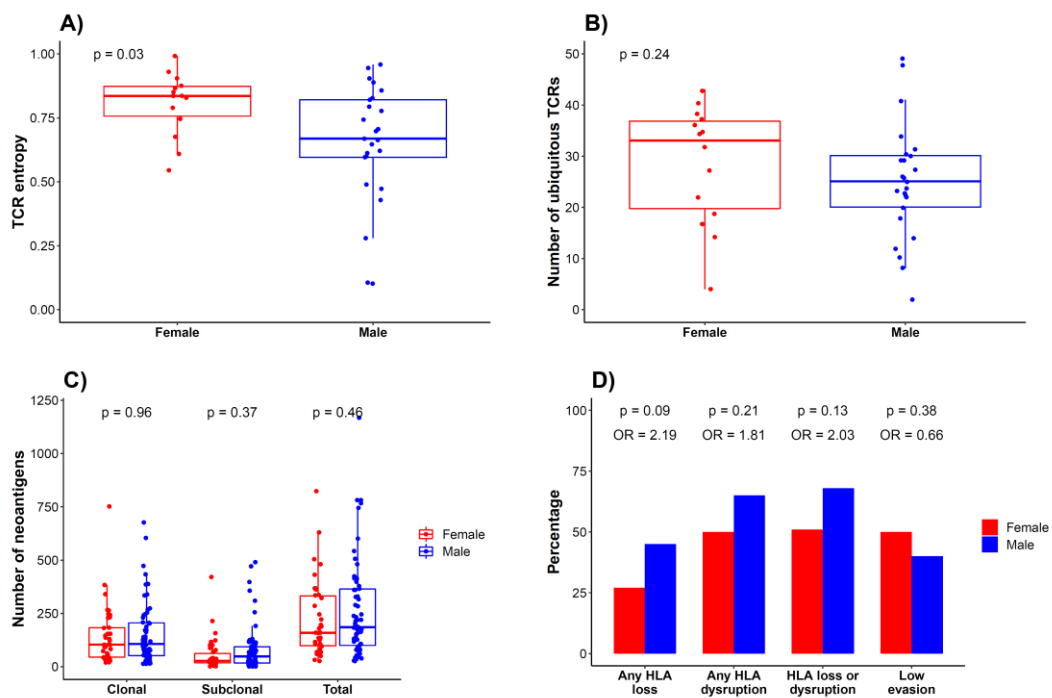 A)
p = 0.03
TCR entropy
1.00
0.75
0.50
0.25
0.00
Female
Male
B)
p = 0.24
Number of ubiquitous TCRs
50
40
30
20
10
0
Female
Male
C)
p = 0.96
p = 0.37
p = 0.46
Number of neoantigens
1250
1000
750
500
250
0
Clonal
Subclonal
Total
Female
Male
D)
p = 0.09
p = 0.21
p = 0.13
p = 0.38
OR = 2.19
OR = 1.81
OR = 2.03
OR = 0.66
Percentage
100
75
50
25
0
Any HLA
loss
Any HLA
disruption
HLA loss or
disruption
Low
evasion
Female
Male